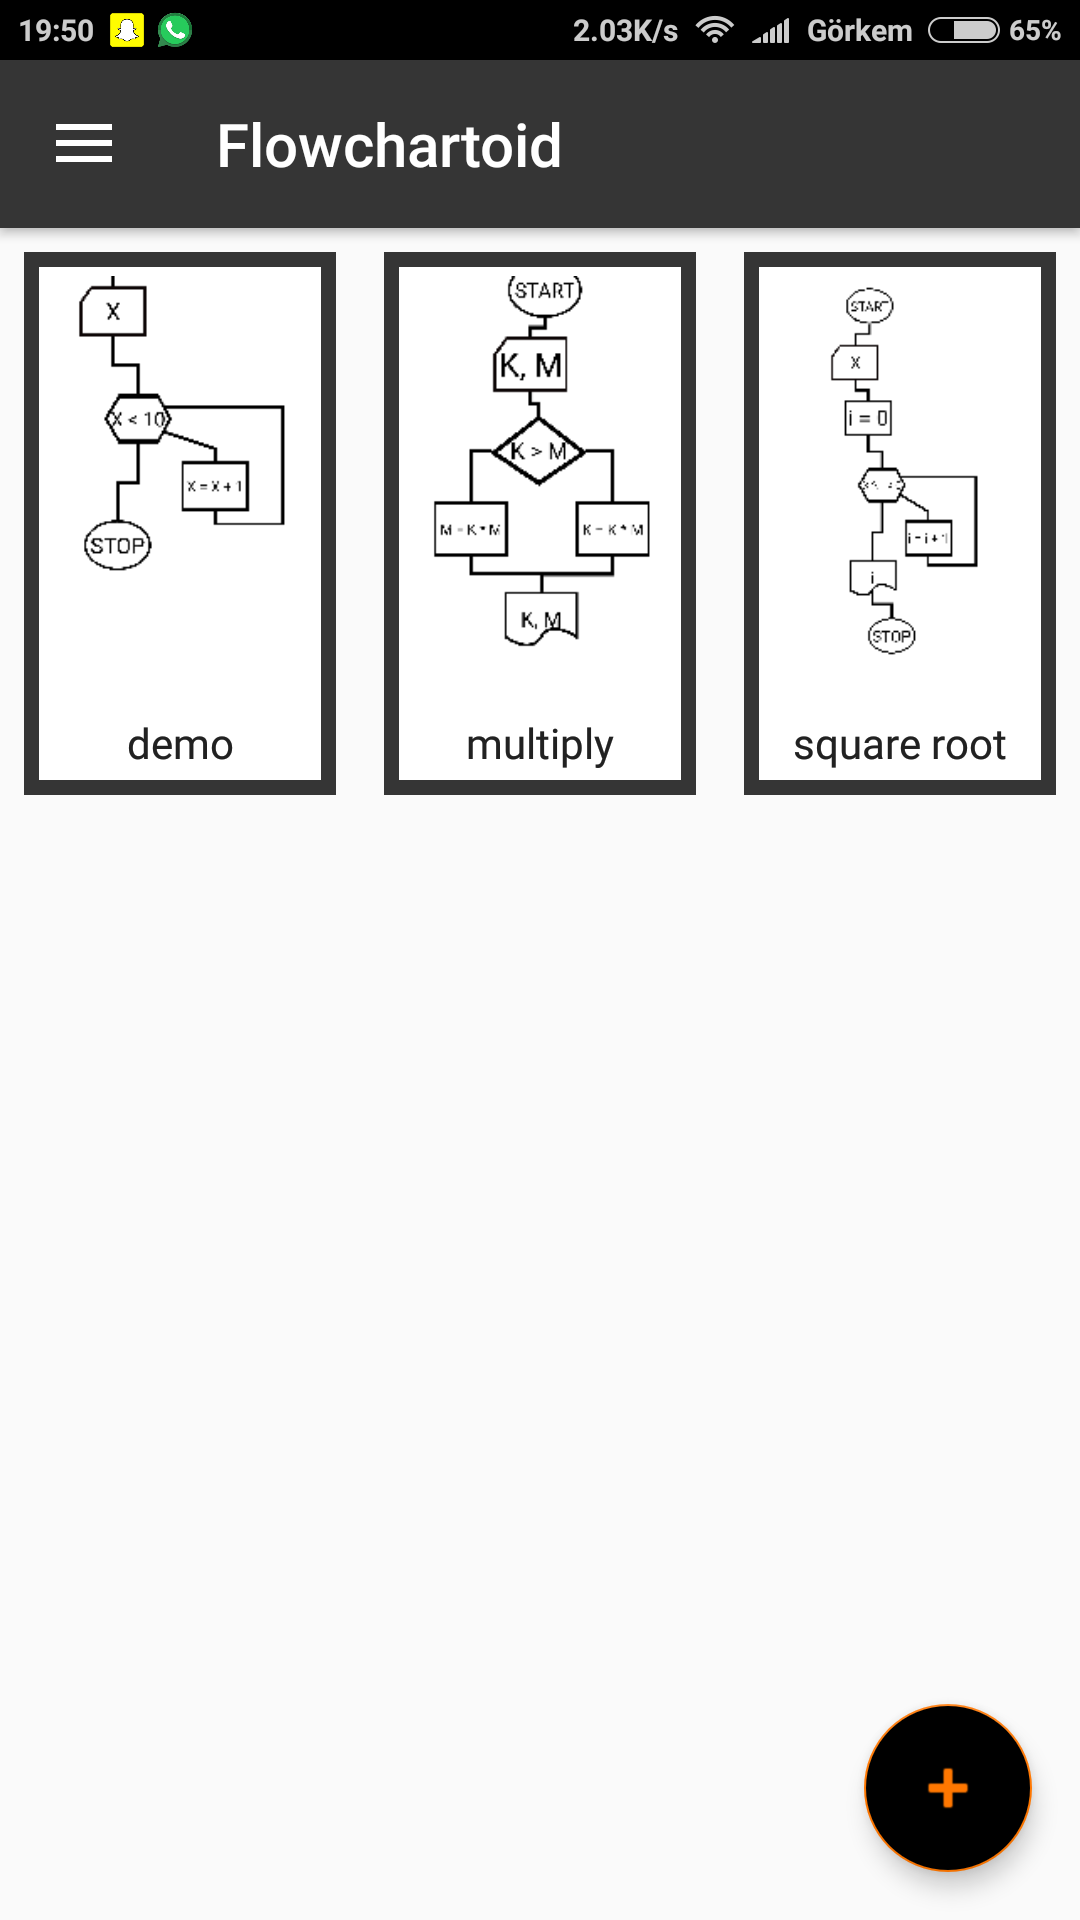 19:50 2.03K/s Görkem 65%
Flowchartoid
X
X < 10
X = X + 1
STOP
demo
START
K, M
K > M
M = K * M K = K * M
K, M
multiply
START
X
i = 0
i = i + 1
i
STOP
square root